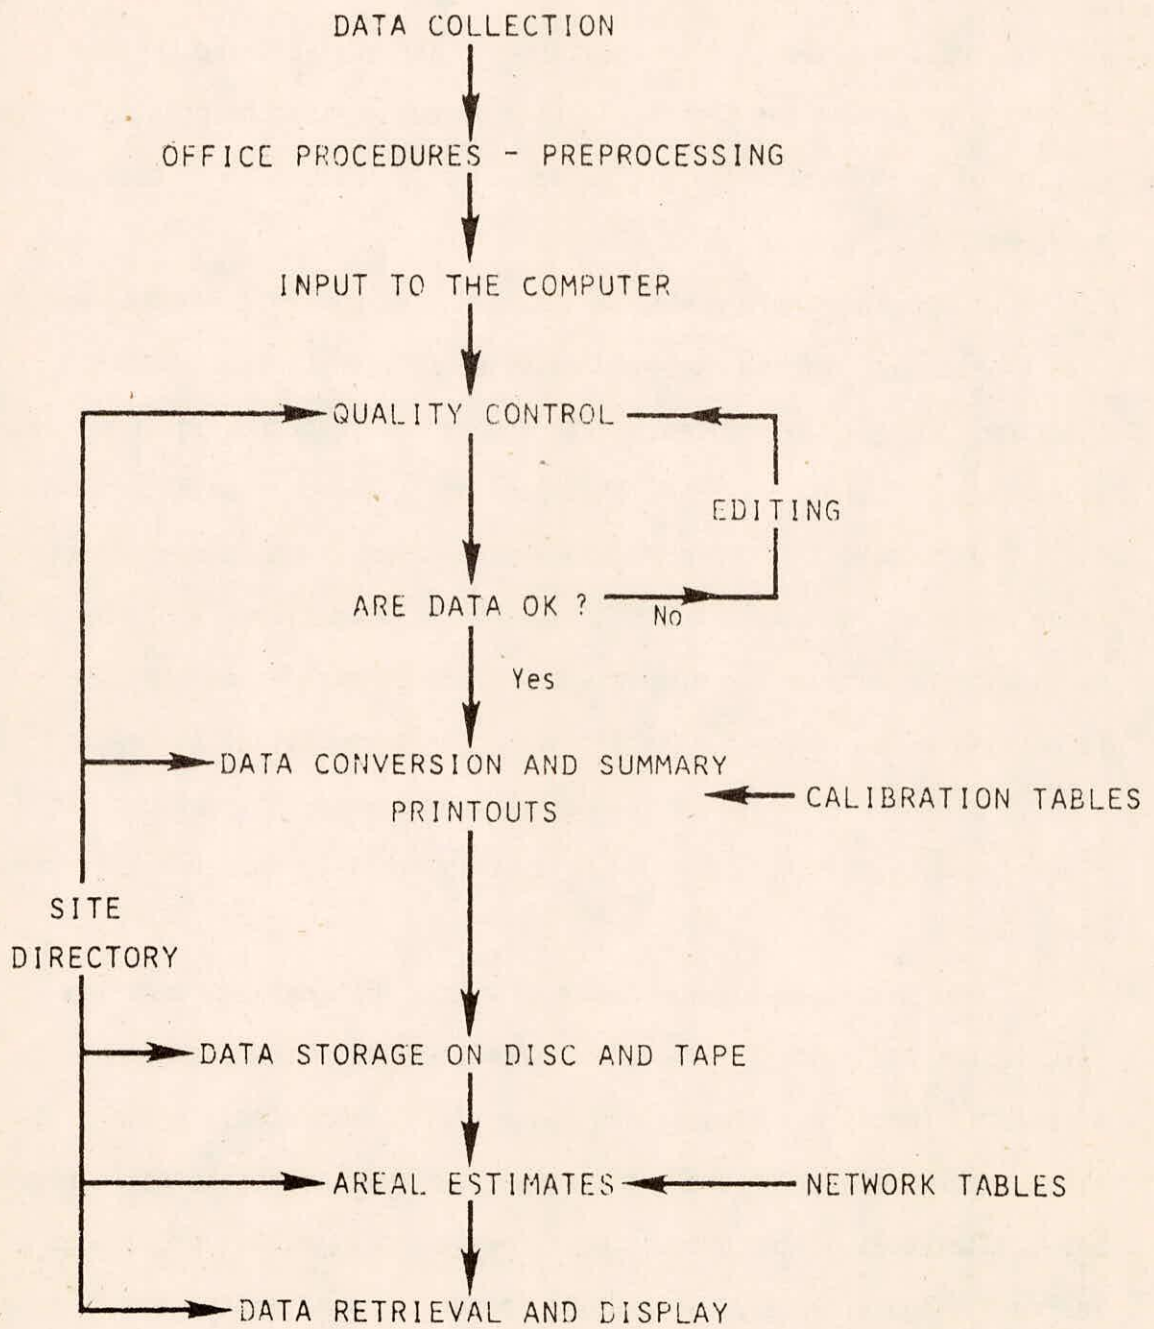 DATA COLLECTION
OFFICE PROCEDURES - PREPROCESSING
INPUT TO THE COMPUTER
QUALITY CONTROL
EDITING
ARE DATA OK ?
No
Yes
DATA CONVERSION AND SUMMARY
PRINTOUTS
CALIBRATION TABLES
SITE
DIRECTORY
DATA STORAGE ON DISC AND TAPE
AREAL ESTIMATES
NETWORK TABLES
DATA RETRIEVAL AND DISPLAY